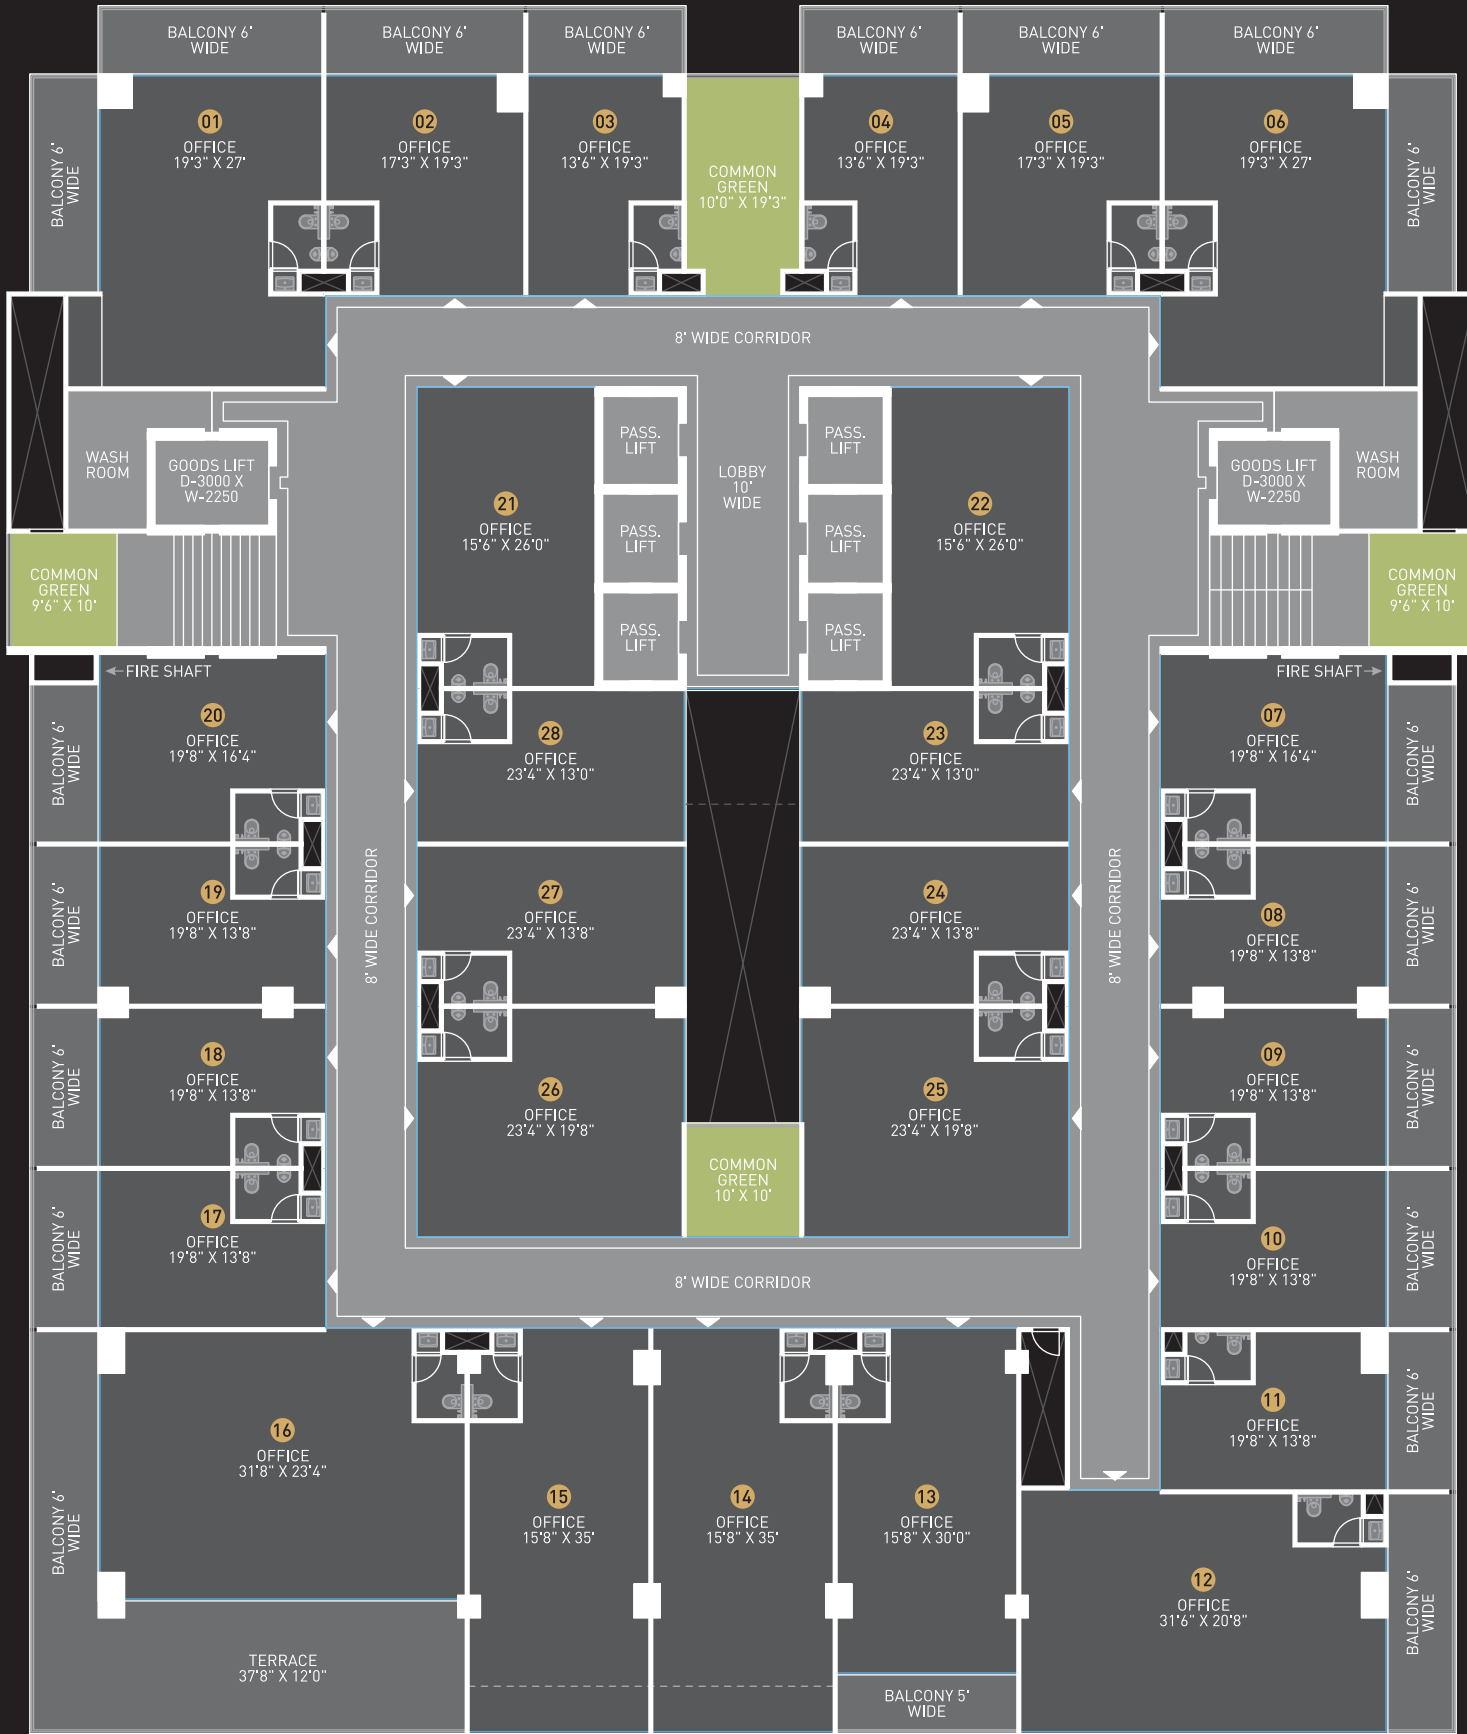 BALCONY 6'
WIDE
BALCONY 6'
WIDE
BALCONY 6'
WIDE
BALCONY 6'
WIDE
BALCONY 6'
WIDE
BALCONY 6'
WIDE
BALCONY 6'
WIDE
01
OFFICE
19'3" X 27'
02
OFFICE
17'3" X 19'3"
03
OFFICE
13'6" X 19'3"
COMMON
GREEN
10'0" X 19'3"
04
OFFICE
13'6" X 19'3"
05
OFFICE
17'3" X 19'3"
06
OFFICE
19'3" X 27'
BALCONY 6'
WIDE
8' WIDE CORRIDOR
WASH
ROOM
GOODS LIFT
D-3000 X
W-2250
21
OFFICE
15'6" X 26'0"
PASS.
LIFT
PASS.
LIFT
PASS.
LIFT
LOBBY
10'
WIDE
PASS.
LIFT
PASS.
LIFT
PASS.
LIFT
22
OFFICE
15'6" X 26'0"
GOODS LIFT
D-3000 X
W-2250
WASH
ROOM
COMMON
GREEN
9'6" X 10'
COMMON
GREEN
9'6" X 10'
FIRE SHAFT
FIRE SHAFT
BALCONY 6'
WIDE
20
OFFICE
19'8" X 16'4"
28
OFFICE
23'4" X 13'0"
23
OFFICE
23'4" X 13'0"
07
OFFICE
19'8" X 16'4"
BALCONY 6'
WIDE
BALCONY 6'
WIDE
19
OFFICE
19'8" X 13'8"
8' WIDE CORRIDOR
27
OFFICE
23'4" X 13'8"
24
OFFICE
23'4" X 13'8"
8' WIDE CORRIDOR
08
OFFICE
19'8" X 13'8"
BALCONY 6'
WIDE
BALCONY 6'
WIDE
18
OFFICE
19'8" X 13'8"
26
OFFICE
23'4" X 19'8"
25
OFFICE
23'4" X 19'8"
09
OFFICE
19'8" X 13'8"
BALCONY 6'
WIDE
BALCONY 6'
WIDE
17
OFFICE
19'8" X 13'8"
COMMON
GREEN
10' X 10'
10
OFFICE
19'8" X 13'8"
BALCONY 6'
WIDE
8' WIDE CORRIDOR
11
OFFICE
19'8" X 13'8"
BALCONY 6'
WIDE
BALCONY 6'
WIDE
16
OFFICE
31'8" X 23'4"
15
OFFICE
15'8" X 35'
14
OFFICE
15'8" X 35'
13
OFFICE
15'8" X 30'0"
12
OFFICE
31'6" X 20'8"
BALCONY 6'
WIDE
TERRACE
37'8" X 12'0"
BALCONY 5'
WIDE